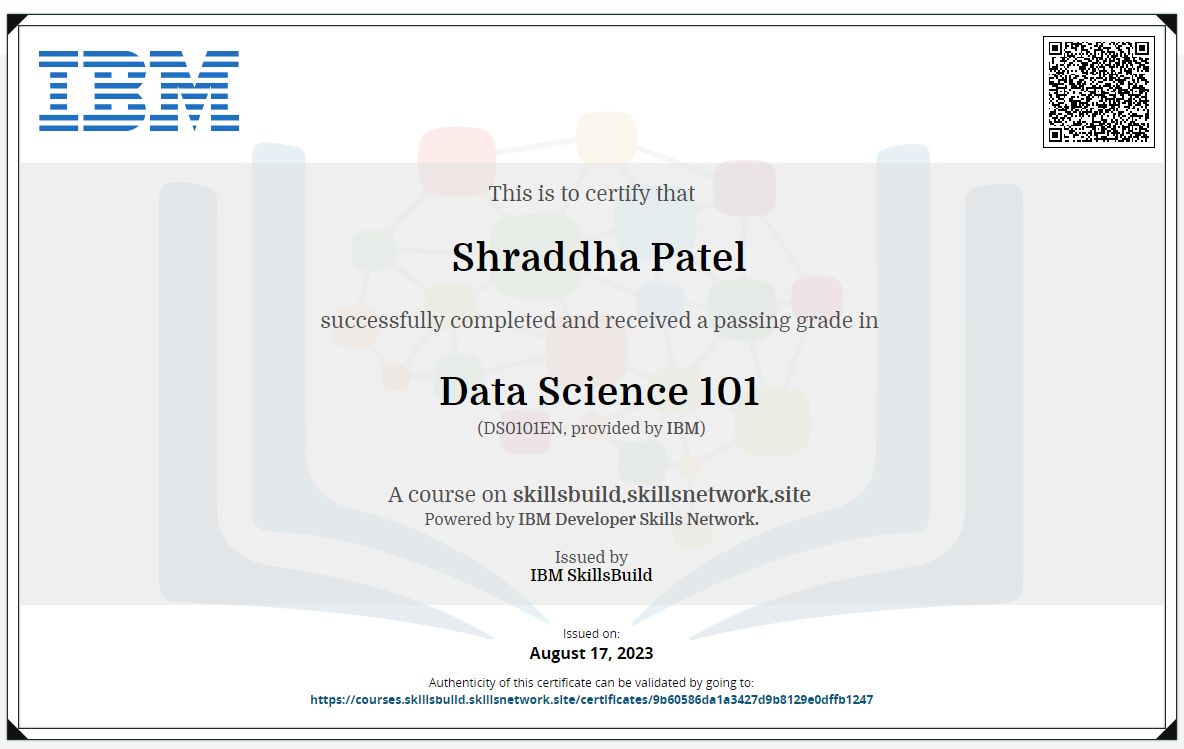 IBM
This is to certify that
Shraddha Patel
successfully completed and received a passing grade in
Data Science 101
(DS0101EN, provided by IBM)
A course on skillsbuild.skillsnetwork.site
Powered by IBM Developer Skills Network.
Issued by
IBM SkillsBuild
Issued on:
August 17, 2023
Authenticity of this certificate can be validated by going to:
https://courses.skillsbuild.skillsnetwork.site/certificates/9b60586da1a3427d9b8129e0dffb1247